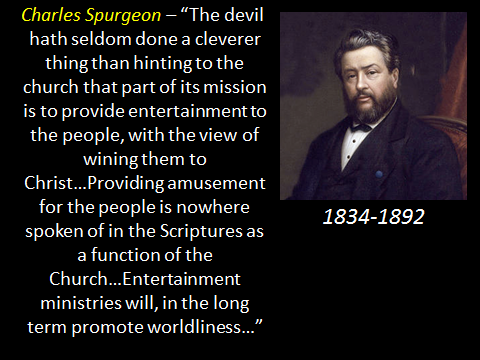 Charles Spurgeon – “The devil
hath seldom done a cleverer
thing than hinting to the
church that part of its mission
is to provide entertainment to
the people, with the view of
wining them to
Christ...Providing amusement
for the people is nowhere
spoken of in the Scriptures as
a function of the
Church...Entertainment
ministries will, in the long
term promote worldliness...”
1834-1892